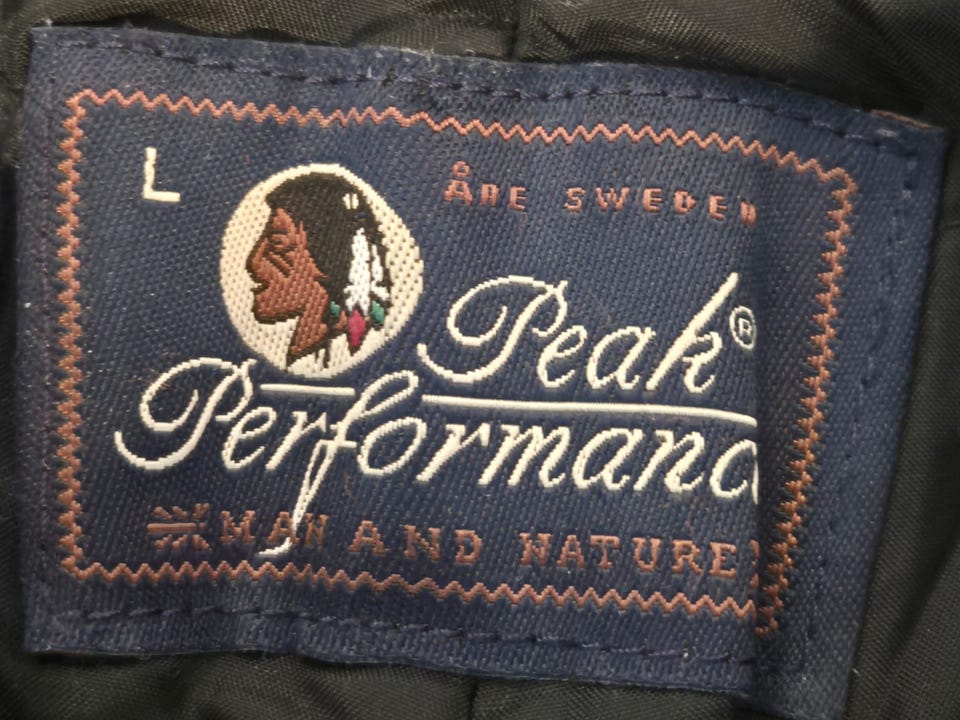 L
ÅRE SWEDEN
Peak®
Performanc
MAN AND NATURE